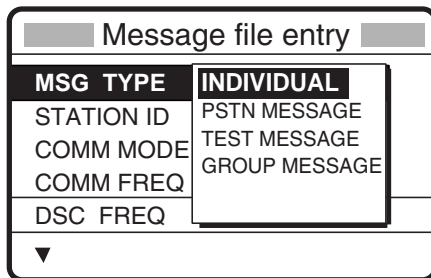 Message file entry
MSG TYPE
INDIVIDUAL
STATION ID
PSTN MESSAGE
COMM MODE
TEST MESSAGE
COMM FREQ
GROUP MESSAGE
DSC FREQ
▼